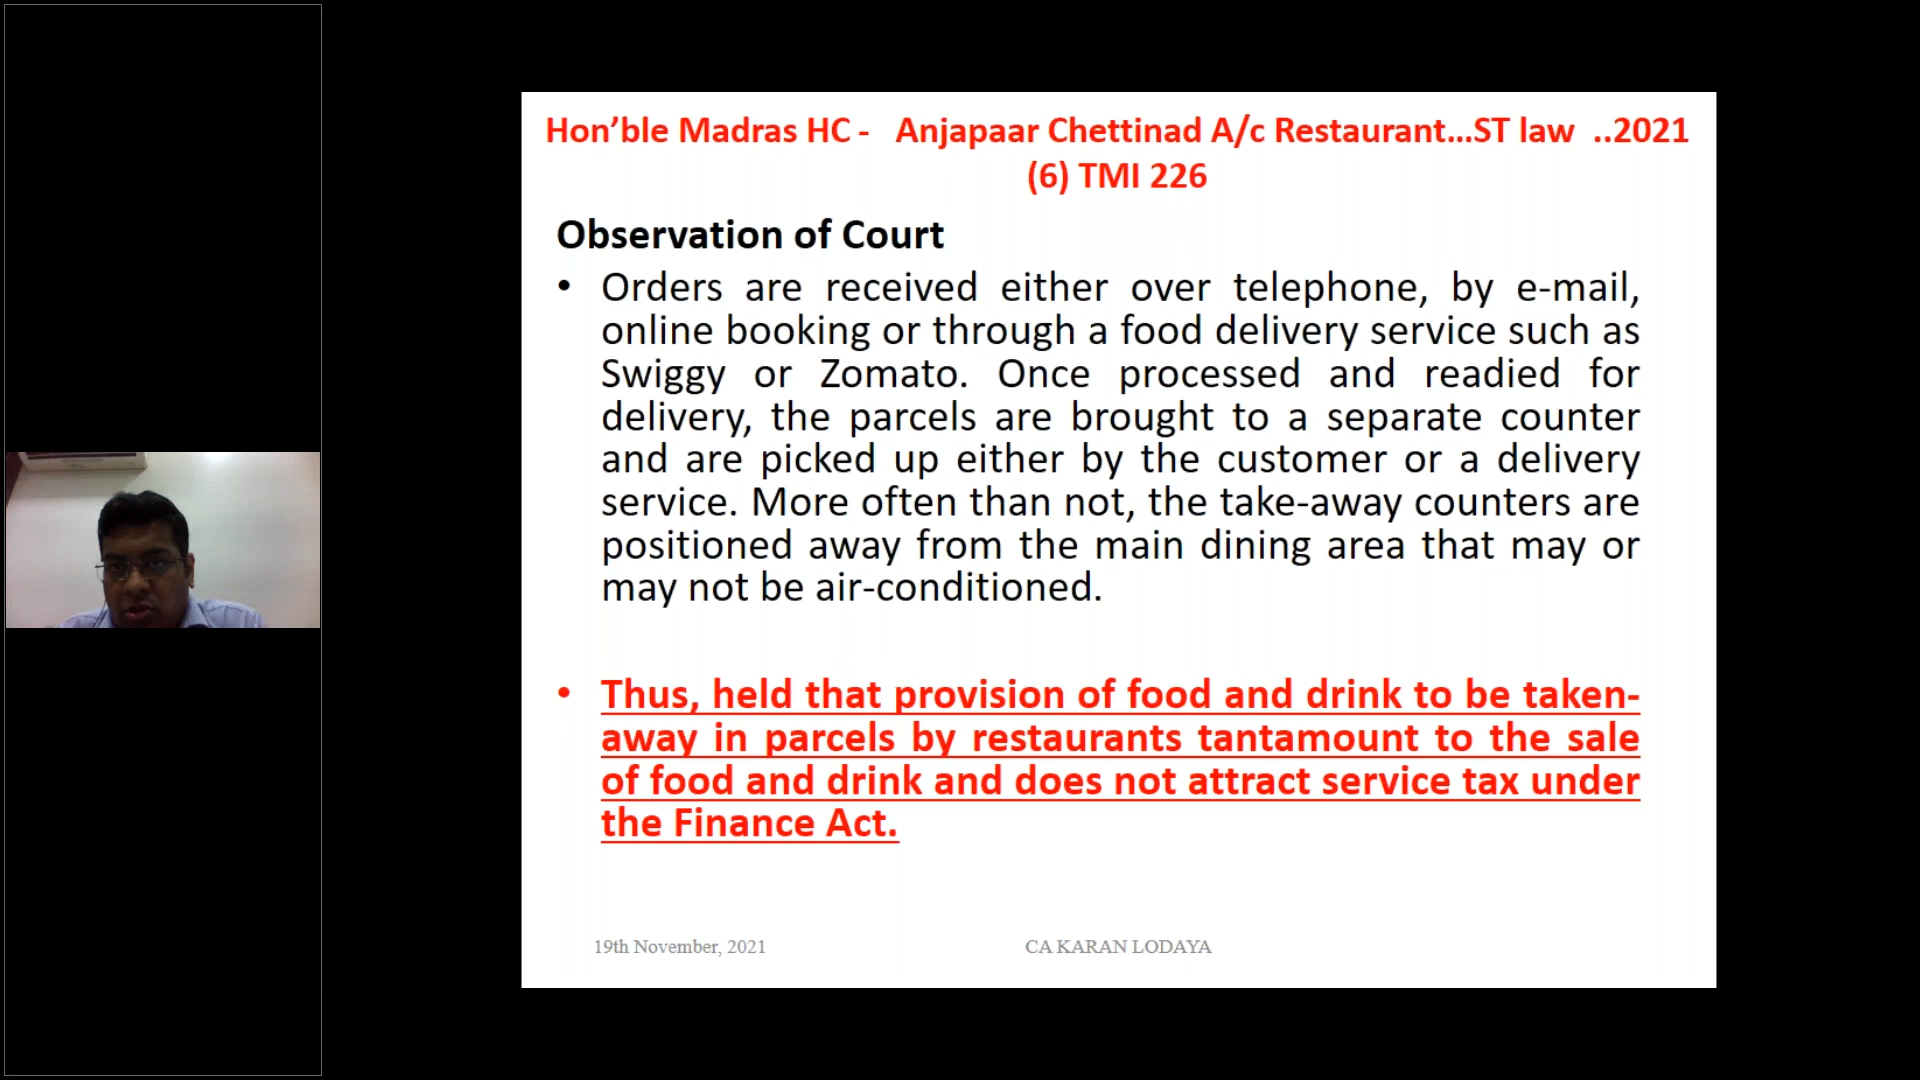 Hon’ble Madras HC - Anjapaar Chettinad A/c Restaurant…ST law ..2021
(6) TMI 226
Observation of Court
• Orders are received either over telephone, by e-mail,
online booking or through a food delivery service such as
Swiggy or Zomato. Once processed and readied for
delivery, the parcels are brought to a separate counter
and are picked up either by the customer or a delivery
service. More often than not, the take-away counters are
positioned away from the main dining area that may or
may not be air-conditioned.
• Thus, held that provision of food and drink to be taken-
away in parcels by restaurants tantamount to the sale
of food and drink and does not attract service tax under
the Finance Act.
19th November, 2021
CA KARAN LODAYA